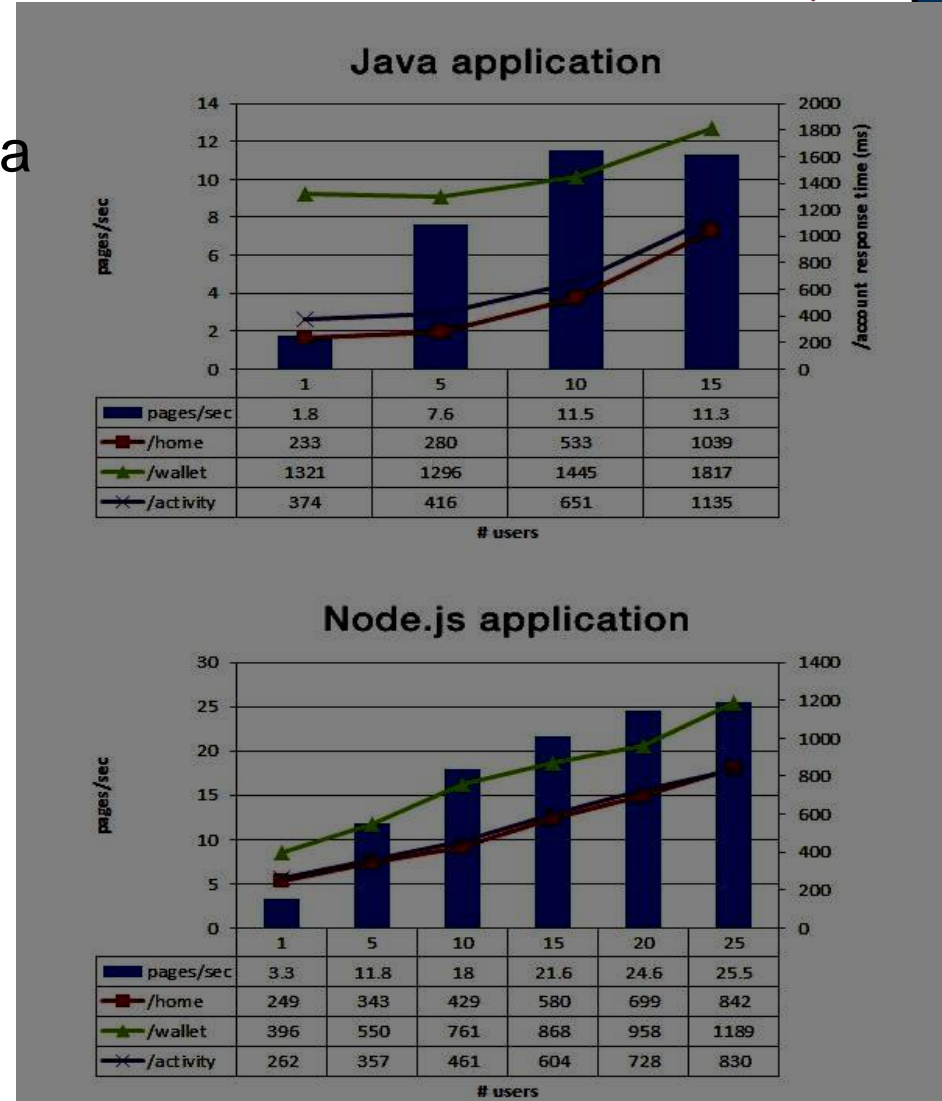 a
Java application
14
12
10
8
6
4
2
0
pages/sec
2000
1800
1600
1400
1200
1000
800
600
400
200
0
/account response time (ms)
1 5 10 15
pages/sec 1.8 7.6 11.5 11.3
/home 233 280 533 1039
/wallet 1321 1296 1445 1817
/activity 374 416 651 1135
# users
Node.js application
30
25
20
15
10
5
0
pages/sec
1400
1200
1000
800
600
400
200
0
1 5 10 15 20 25
pages/sec 3.3 11.8 18 21.6 24.6 25.5
/home 249 343 429 580 699 842
/wallet 396 550 761 868 958 1189
/activity 262 357 461 604 728 830
# users